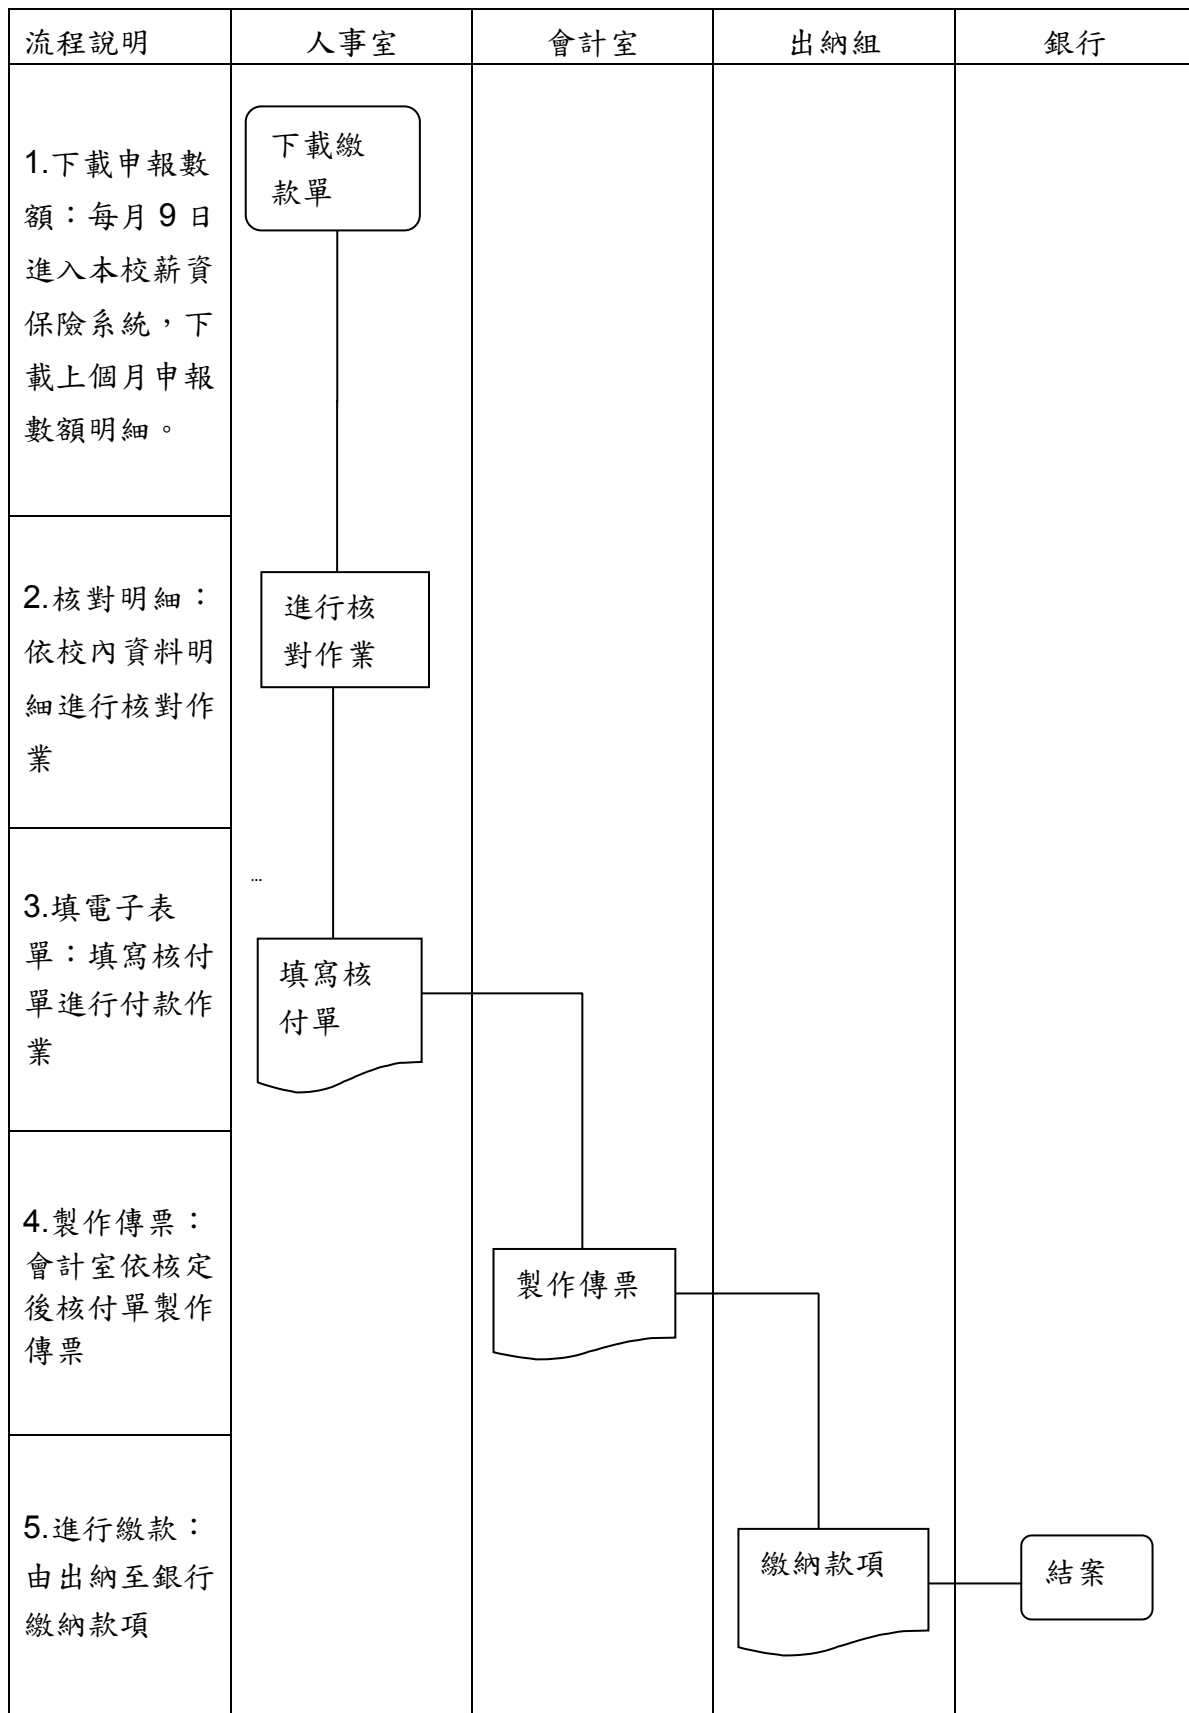 流程說明 人事室 會計室 出納組 銀行
1.下載申報數
額：每月 9 日
進入本校薪資
保險系統，下
載上個月申報
數額明細。
下載繳
款單
2.核對明細：
依校內資料明
細進行核對作
業
進行核
對作業
3.填電子表
單：填寫核付
單進行付款作
業
…
填寫核
付單
4.製作傳票：
會計室依核定
後核付單製作
傳票
製作傳票
5.進行繳款：
由出納至銀行
繳納款項
繳納款項
結案